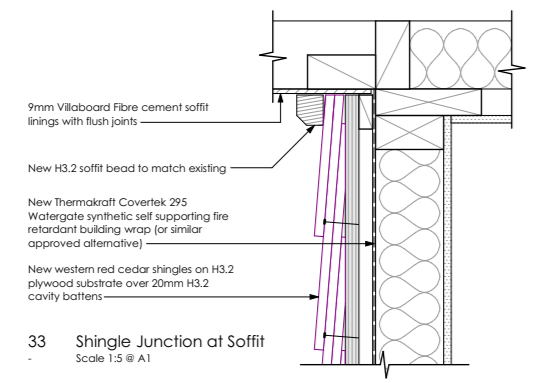 9mm Villaboard Fibre cement soffit
linings with flush joints
New H3.2 soffit bead to match existing
New Thermakraft Covertek 295
Watergate synthetic self supporting fire
retardant building wrap (or similar
approved alternative)
New western red cedar shingles on H3.2
plywood substrate over 20mm H3.2
cavity battens
33 Shingle Junction at Soffit
- Scale 1:5 @ A1